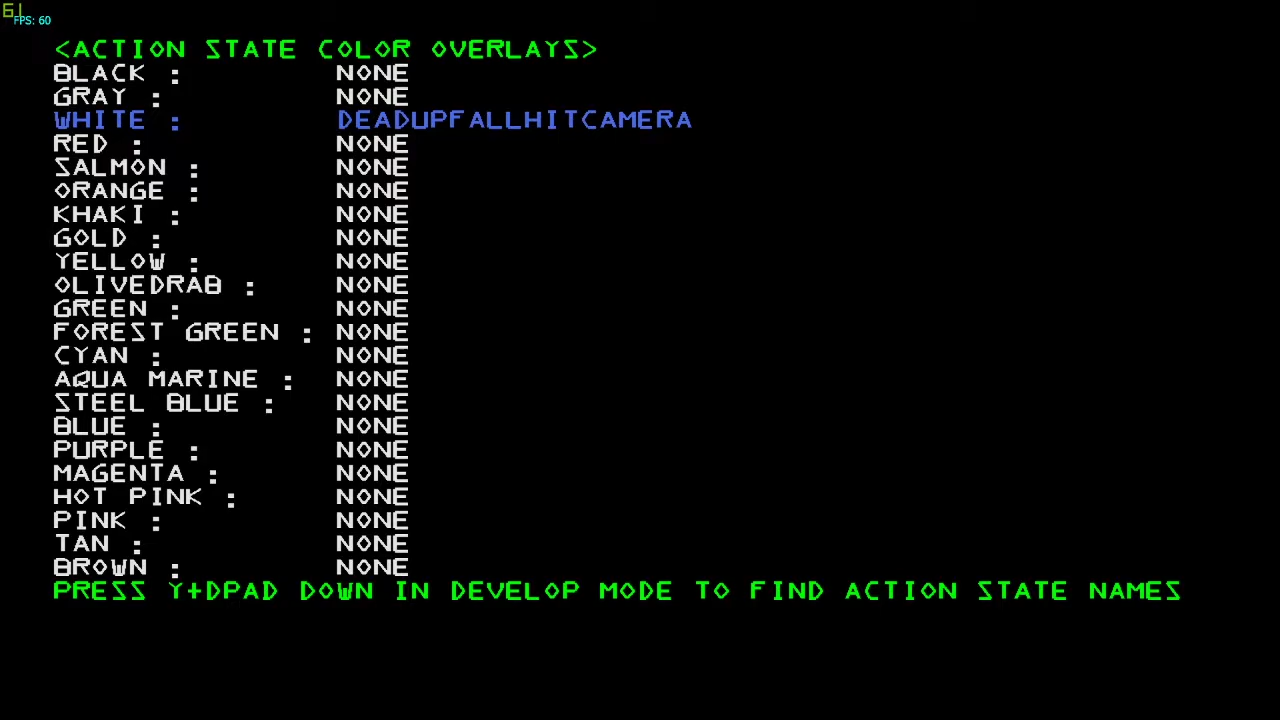 61
FPS: 60
<ACTION STATE COLOR OVERLAYS>
BLACK : NONE
GRAY : NONE
WHITE : DEADUPFALLHITCAMERA
RED : NONE
SALMON : NONE
ORANGE : NONE
KHAKI : NONE
GOLD : NONE
YELLOW : NONE
OLIVEDRAB : NONE
GREEN : NONE
FOREST GREEN : NONE
CYAN : NONE
AQUA MARINE : NONE
STEEL BLUE : NONE
BLUE : NONE
PURPLE : NONE
MAGENTA : NONE
HOT PINK : NONE
PINK : NONE
TAN : NONE
BROWN : NONE
PRESS Y+DPAD DOWN IN DEVELOP MODE TO FIND ACTION STATE NAMES